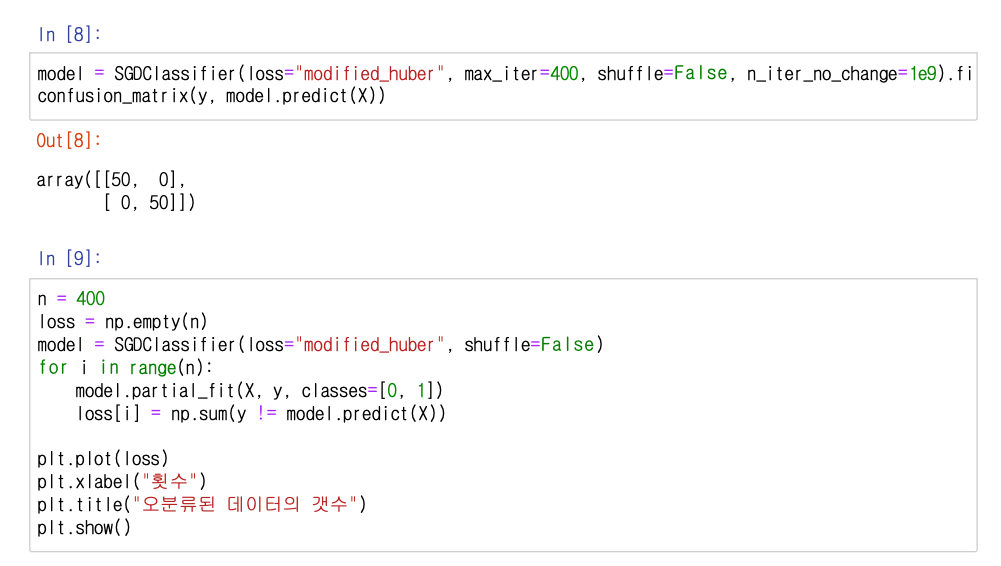 In [8]:
model = SGDClassifier(loss="modified_huber", max_iter=400, shuffle=False, n_iter_no_change=1e9).fi
confusion_matrix(y, model.predict(X))
Out[8]:
array([[50,  0],
       [ 0, 50]])
In [9]:
n = 400
loss = np.empty(n)
model = SGDClassifier(loss="modified_huber", shuffle=False)
for i in range(n):
    model.partial_fit(X, y, classes=[0, 1])
    loss[i] = np.sum(y != model.predict(X))
plt.plot(loss)
plt.xlabel("횟수")
plt.title("오분류된 데이터의 갯수")
plt.show()